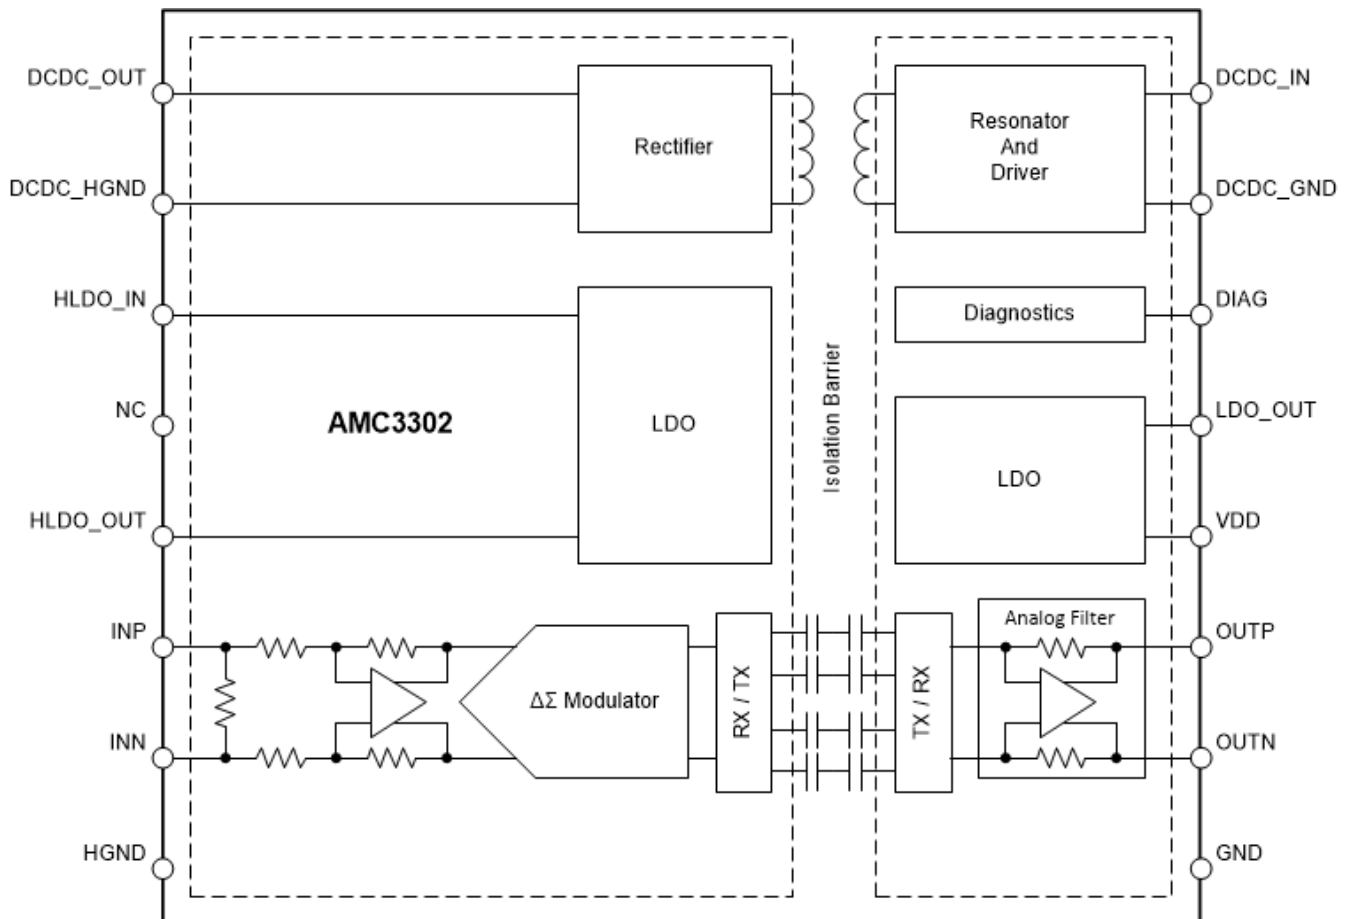 DCDC_OUT
DCDC_HGND
HLDO_IN
NC
HLDO_OUT
INP
INN
HGND
Rectifier
AMC3302
LDO
ΔΣ Modulator
RX / TX
Isolation Barrier
Resonator
And
Driver
Diagnostics
LDO
TX / RX
Analog Filter
DCDC_IN
DCDC_GND
DIAG
LDO_OUT
VDD
OUTP
OUTN
GND